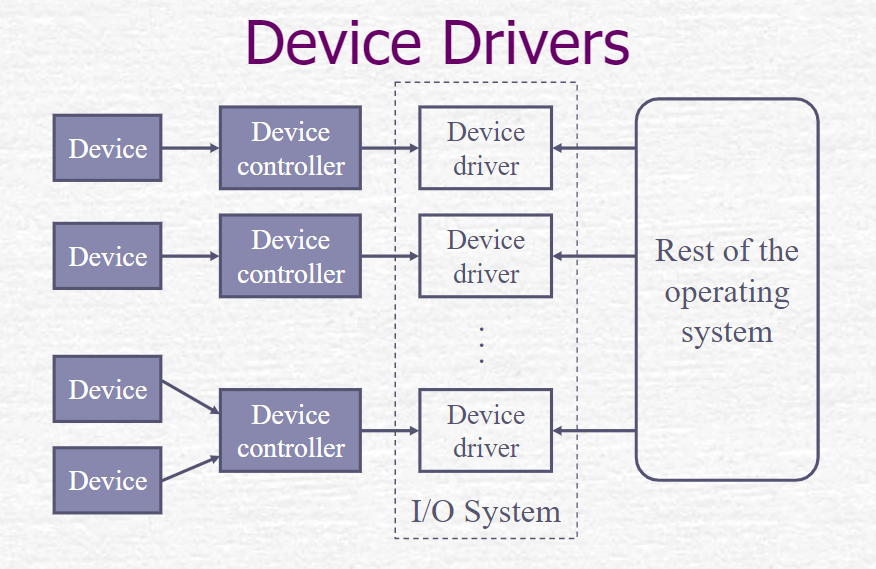 Device Drivers
Device
Device
controller
Device
driver
Device
Device
controller
Device
driver
Rest of the
operating
system
.
.
.
Device
Device
Device
controller
Device
driver
I/O System